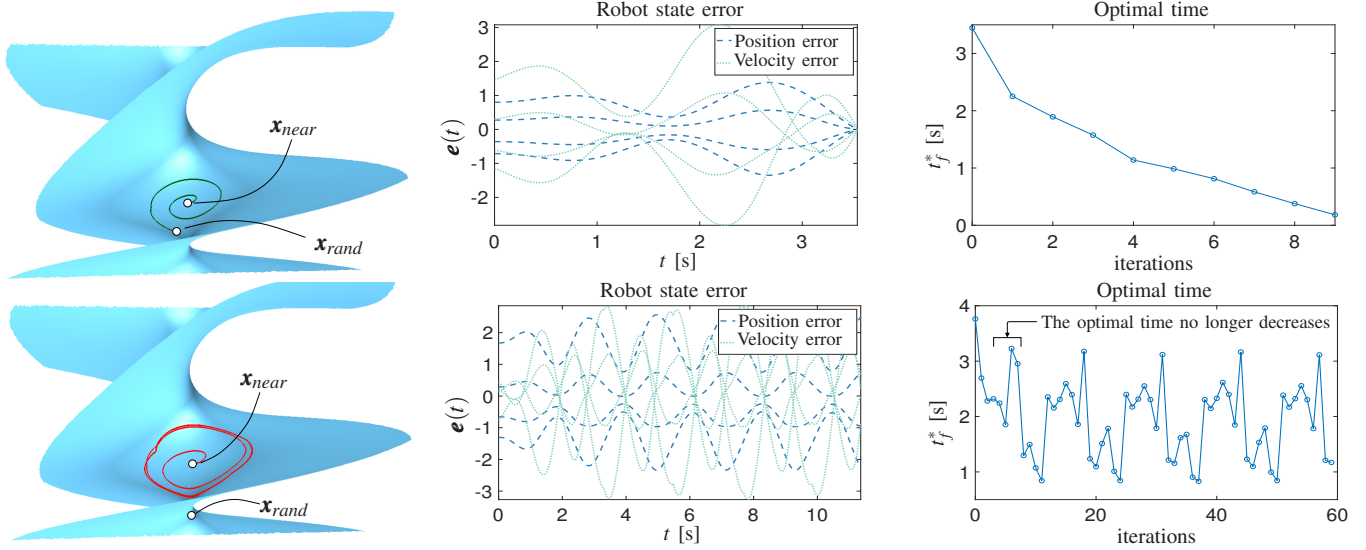 x_near
x_rand
Robot state error
Position error
Velocity error
e(t)
2
1
0
-1
-2
0 1 2 3
t [s]
Optimal time
t_f^* [s]
3
2
1
0
0 2 4 6 8
iterations
x_near
x_rand
Robot state error
Position error
Velocity error
e(t)
2
1
0
-1
-2
-3
0 2 4 6 8 10
t [s]
Optimal time
The optimal time no longer decreases
t_f^* [s]
4
3
2
1
0 20 40 60
iterations